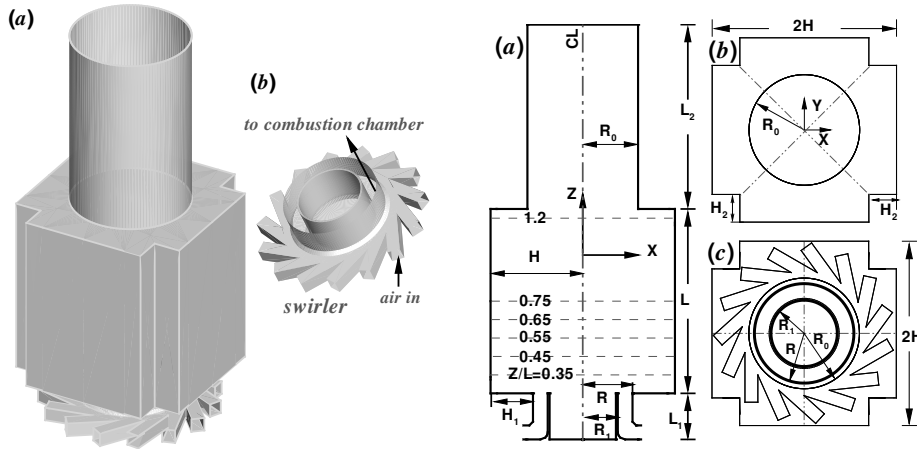 (a)
(b)
to combustion chamber
swirler
air in
(a)
CL
L2
R0
Z
1.2
H
X
0.75
0.65
L
0.55
0.45
Z/L=0.35
R
H1
R1
L1
2H
(b)
Y
R0
X
H2
H2
(c)
R1
R
R0
2H